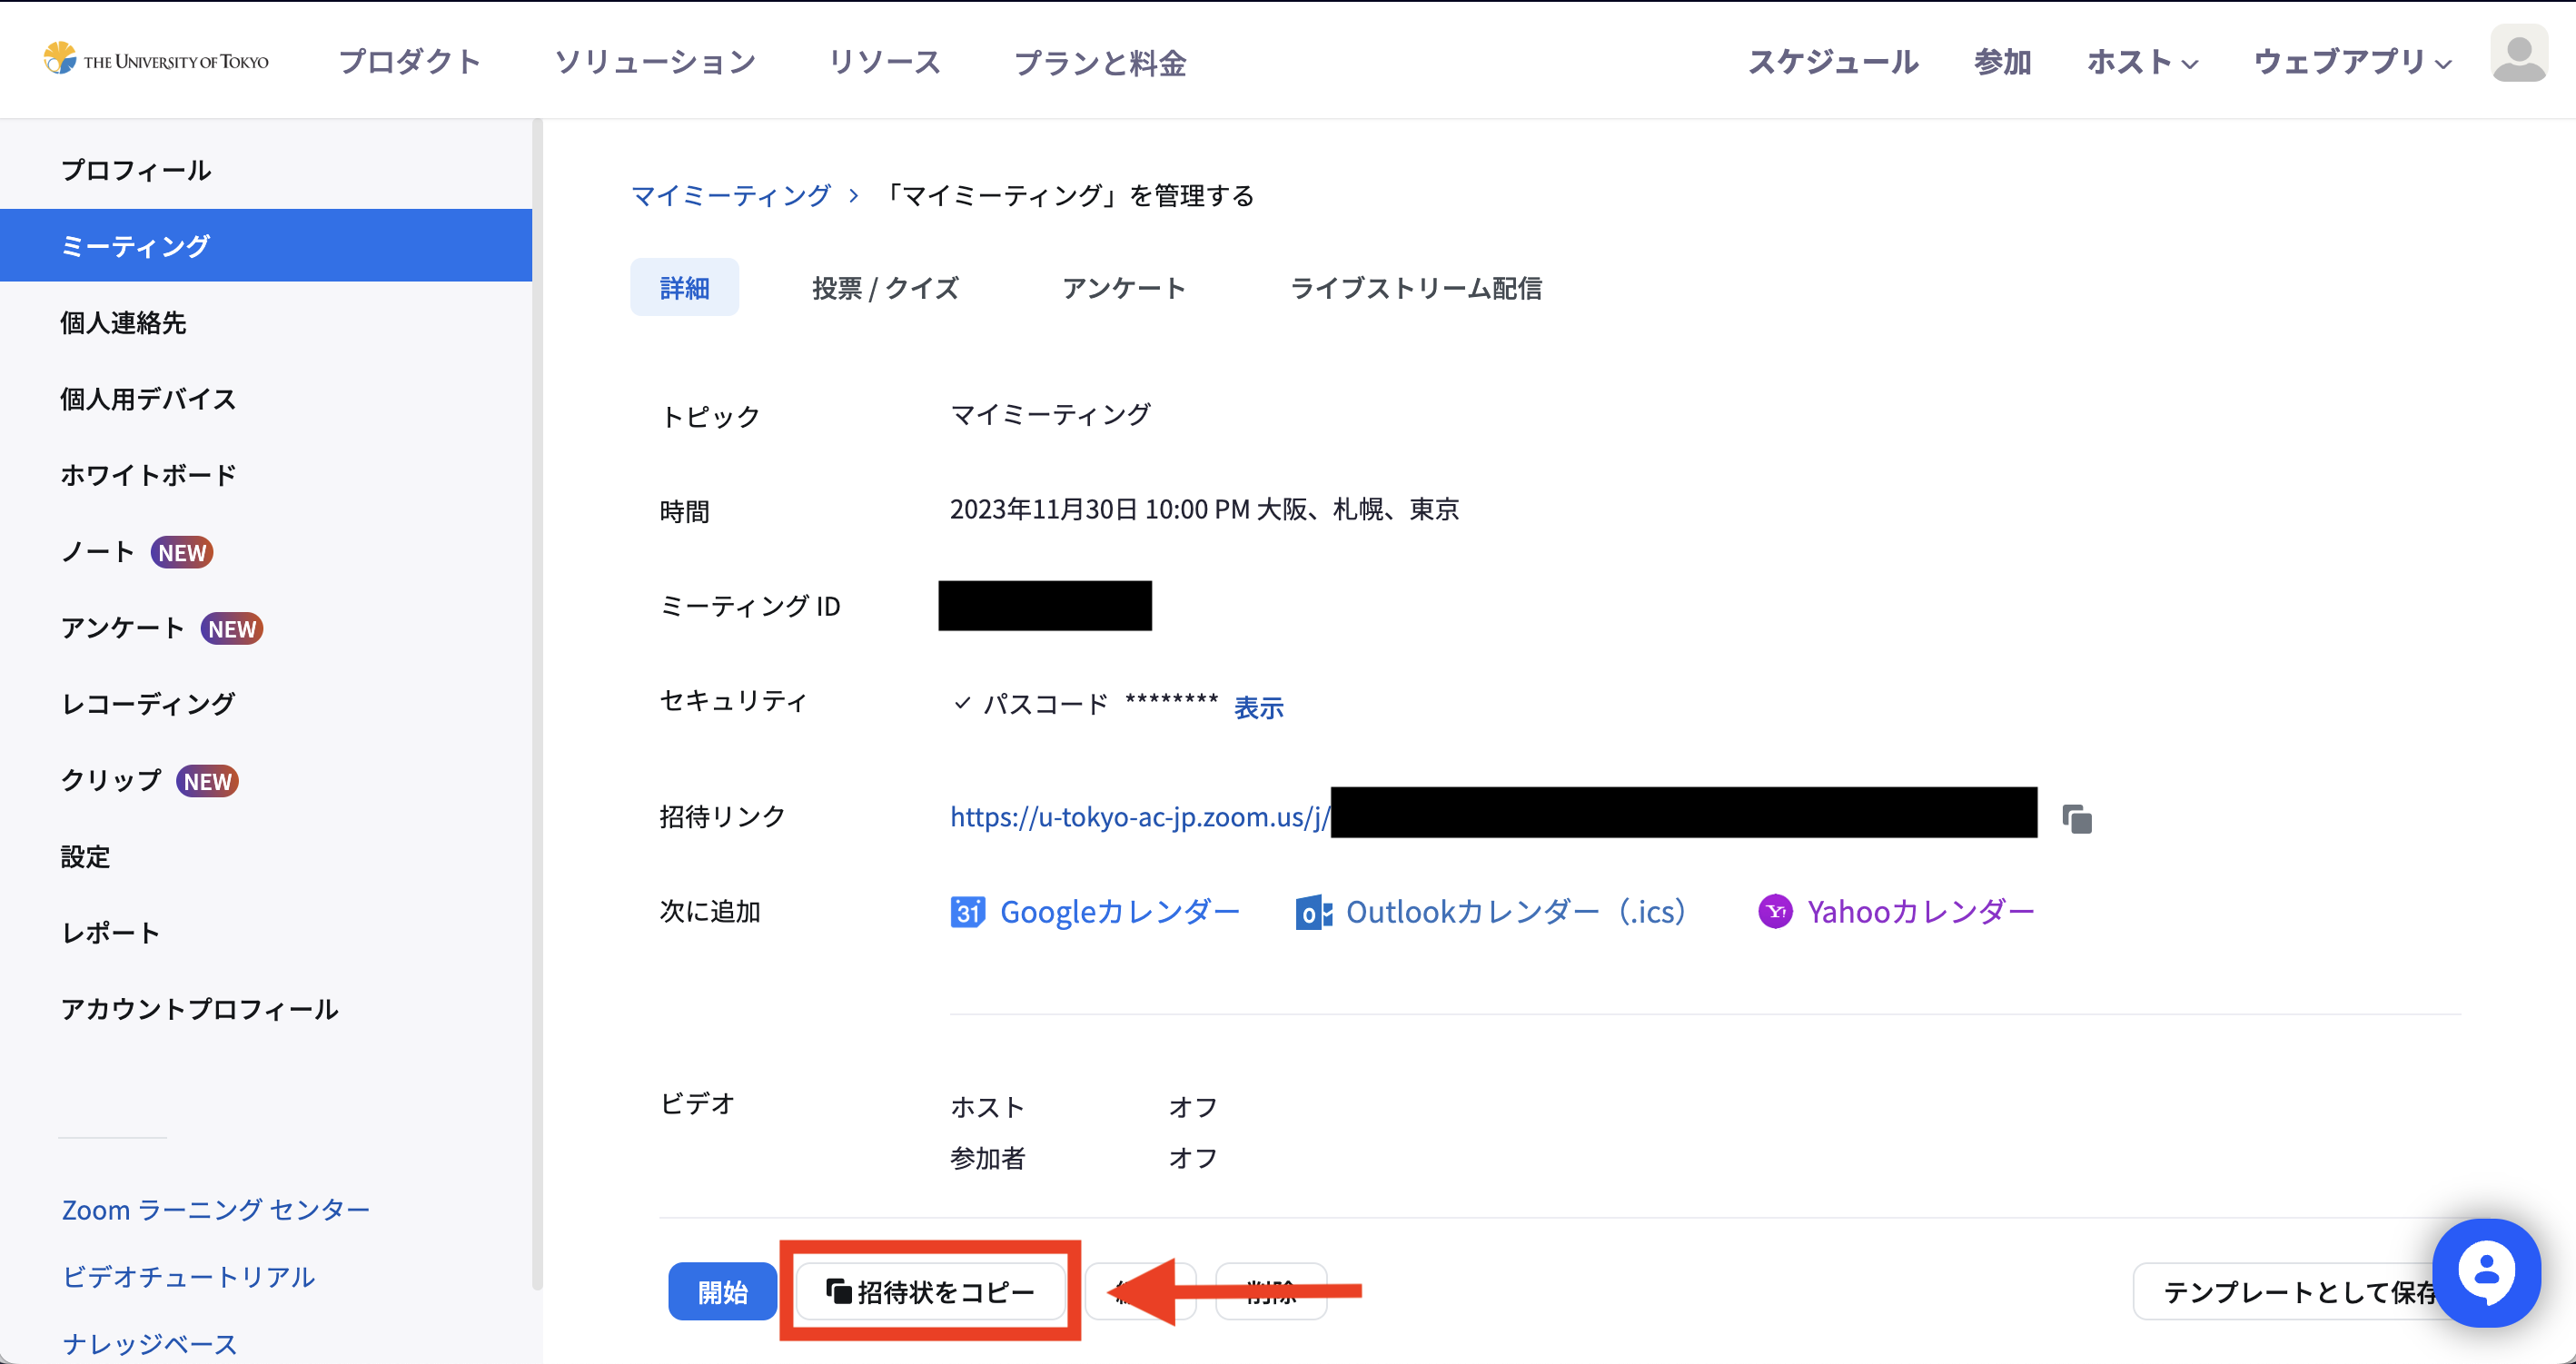 THE UNIVERSITY OF TOKYO
プロダクト
ソリューション
リソース
プランと料金
スケジュール
参加
ホスト
ウェブアプリ
プロフィール
ミーティング
個人連絡先
個人用デバイス
ホワイトボード
ノート NEW
アンケート NEW
レコーディング
クリップ NEW
設定
レポート
アカウントプロフィール
Zoom ラーニング センター
ビデオチュートリアル
ナレッジベース
マイミーティング › 「マイミーティング」を管理する
詳細
投票 / クイズ
アンケート
ライブストリーム配信
トピック マイミーティング
時間 2023年11月30日 10:00 PM 大阪、札幌、東京
ミーティング ID
セキュリティ ✓ パスコード ******** 表示
招待リンク https://u-tokyo-ac-jp.zoom.us/j/
次に追加 31 Googleカレンダー Outlookカレンダー（.ics） Yahooカレンダー
ビデオ ホスト オフ
参加者 オフ
開始
招待状をコピー
削除
テンプレートとして保存